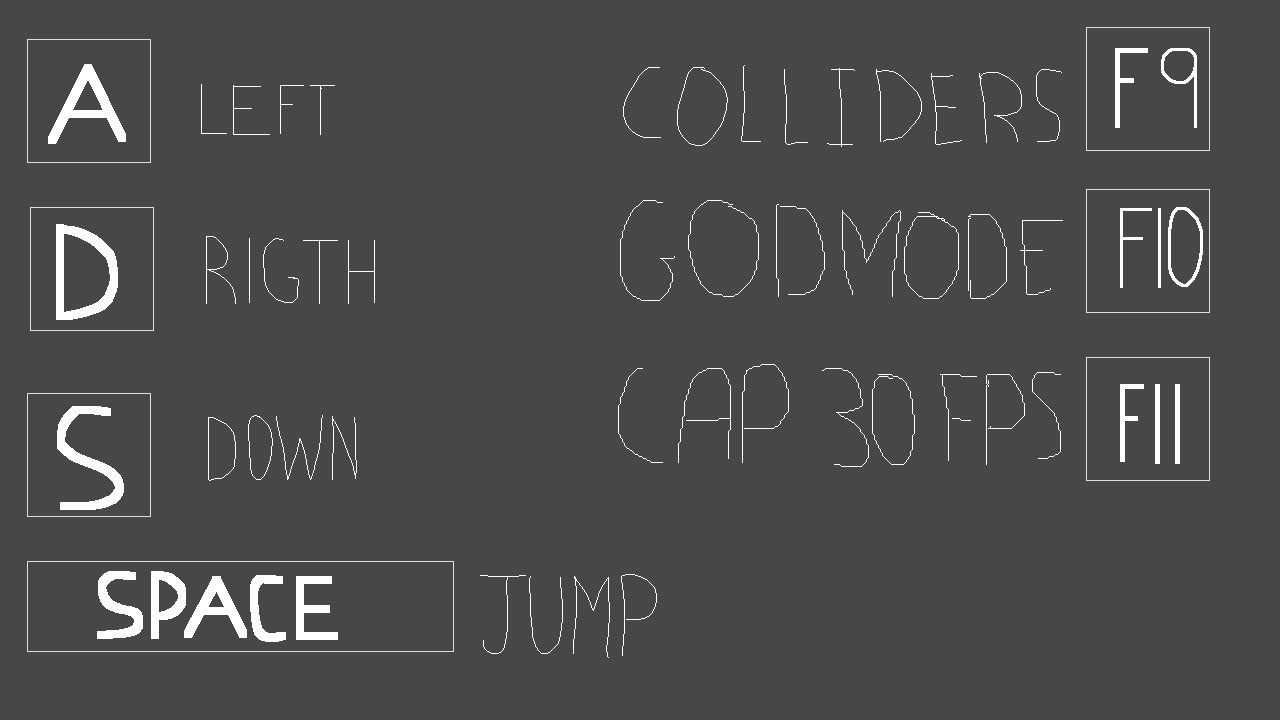 A LEFT
D RIGTH
S DOWN
SPACE JUMP
COLLIDERS F9
GODMODE F10
CAP 30 FPS F11